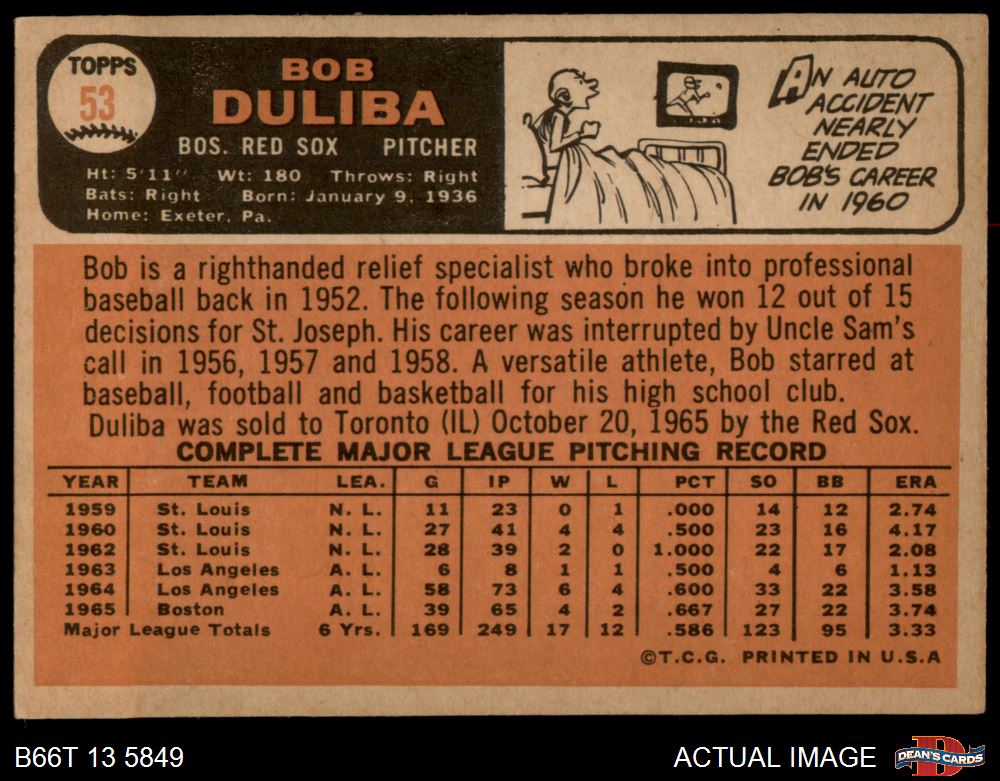 TOPPS
53
BOB
DULIBA
BOS. RED SOX PITCHER
Ht: 5'11" Wt: 180 Throws: Right
Bats: Right Born: January 9, 1936
Home: Exeter, Pa.
AN AUTO
ACCIDENT
NEARLY
ENDED
BOB'S CAREER
IN 1960
Bob is a righthanded relief specialist who broke into professional
baseball back in 1952. The following season he won 12 out of 15
decisions for St. Joseph. His career was interrupted by Uncle Sam's
call in 1956, 1957 and 1958. A versatile athlete, Bob starred at
baseball, football and basketball for his high school club.
Duliba was sold to Toronto (IL) October 20, 1965 by the Red Sox.
COMPLETE MAJOR LEAGUE PITCHING RECORD
YEAR TEAM LEA. G IP W L PCT SO BB ERA
1959 St. Louis N. L. 11 23 0 1 .000 14 12 2.74
1960 St. Louis N. L. 27 41 4 4 .500 23 16 4.17
1962 St. Louis N. L. 28 39 2 0 1.000 22 17 2.08
1963 Los Angeles A. L. 6 8 1 1 .500 4 6 1.13
1964 Los Angeles A. L. 58 73 6 4 .600 33 22 3.58
1965 Boston A. L. 39 65 4 2 .667 27 22 3.74
Major League Totals 6 Yrs. 169 249 17 12 .586 123 95 3.33
©T.C.G. PRINTED IN U.S.A
B66T 13 5849
ACTUAL IMAGE
D
DEAN'S CARDS